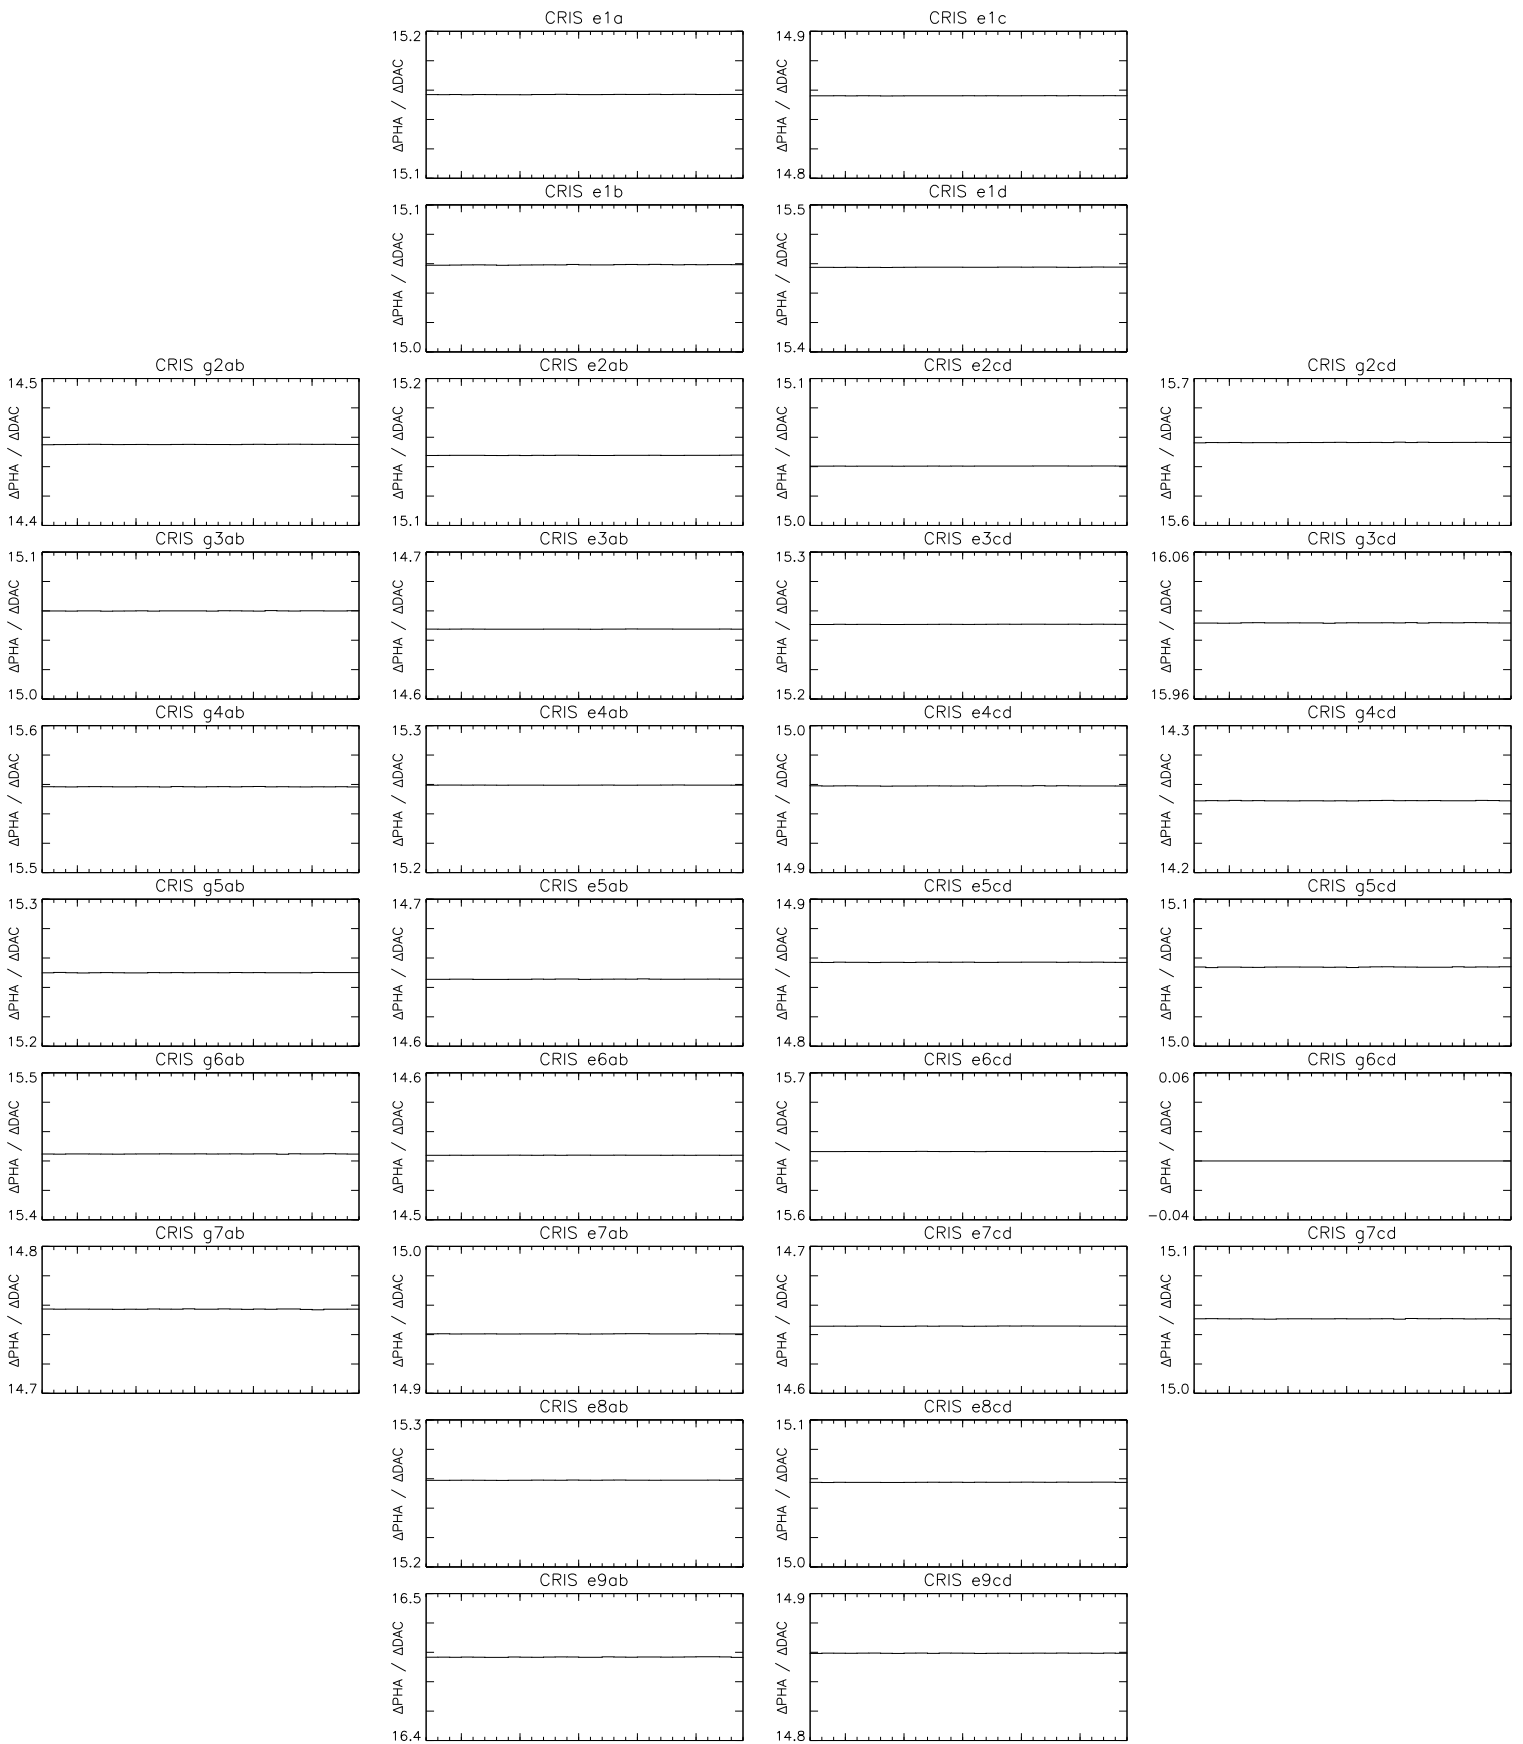 CRIS e1a
15.2
ΔPHA / ΔDAC
15.1
CRIS e1c
14.9
ΔPHA / ΔDAC
14.8
CRIS e1b
15.1
ΔPHA / ΔDAC
15.0
CRIS e1d
15.5
ΔPHA / ΔDAC
15.4
CRIS g2ab
14.5
ΔPHA / ΔDAC
14.4
CRIS e2ab
15.2
ΔPHA / ΔDAC
15.1
CRIS e2cd
15.1
ΔPHA / ΔDAC
15.0
CRIS g2cd
15.7
ΔPHA / ΔDAC
15.6
CRIS g3ab
15.1
ΔPHA / ΔDAC
15.0
CRIS e3ab
14.7
ΔPHA / ΔDAC
14.6
CRIS e3cd
15.3
ΔPHA / ΔDAC
15.2
CRIS g3cd
16.06
ΔPHA / ΔDAC
15.96
CRIS g4ab
15.6
ΔPHA / ΔDAC
15.5
CRIS e4ab
15.3
ΔPHA / ΔDAC
15.2
CRIS e4cd
15.0
ΔPHA / ΔDAC
14.9
CRIS g4cd
14.3
ΔPHA / ΔDAC
14.2
CRIS g5ab
15.3
ΔPHA / ΔDAC
15.2
CRIS e5ab
14.7
ΔPHA / ΔDAC
14.6
CRIS e5cd
14.9
ΔPHA / ΔDAC
14.8
CRIS g5cd
15.1
ΔPHA / ΔDAC
15.0
CRIS g6ab
15.5
ΔPHA / ΔDAC
15.4
CRIS e6ab
14.6
ΔPHA / ΔDAC
14.5
CRIS e6cd
15.7
ΔPHA / ΔDAC
15.6
CRIS g6cd
0.06
ΔPHA / ΔDAC
−0.04
CRIS g7ab
14.8
ΔPHA / ΔDAC
14.7
CRIS e7ab
15.0
ΔPHA / ΔDAC
14.9
CRIS e7cd
14.7
ΔPHA / ΔDAC
14.6
CRIS g7cd
15.1
ΔPHA / ΔDAC
15.0
CRIS e8ab
15.3
ΔPHA / ΔDAC
15.2
CRIS e8cd
15.1
ΔPHA / ΔDAC
15.0
CRIS e9ab
16.5
ΔPHA / ΔDAC
16.4
CRIS e9cd
14.9
ΔPHA / ΔDAC
14.8